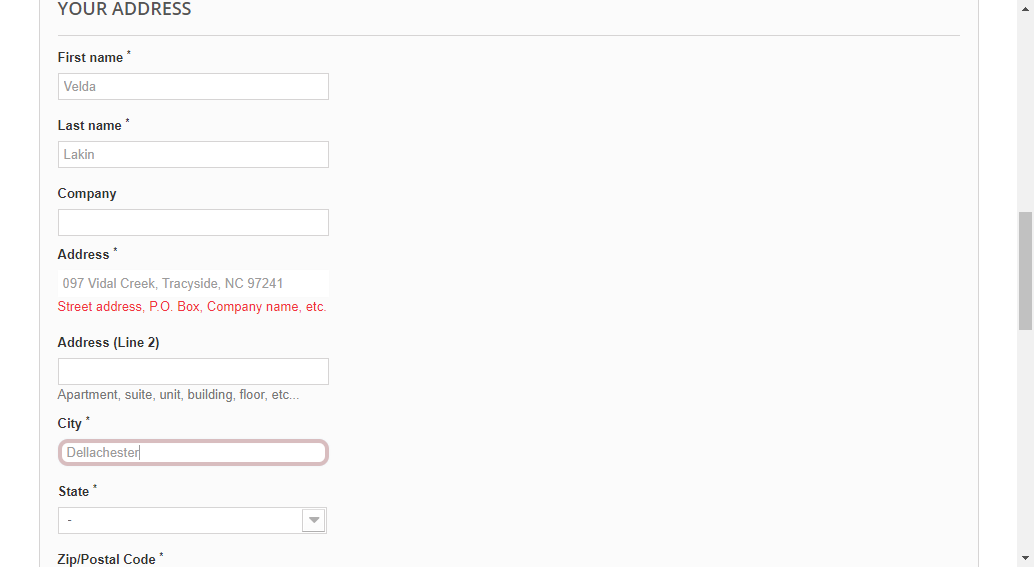 YOUR ADDRESS
First name *
Velda
Last name *
Lakin
Company
Address *
097 Vidal Creek, Tracyside, NC 97241
Street address, P.O. Box, Company name, etc.
Address (Line 2)
Apartment, suite, unit, building, floor, etc...
City *
Dellachester
State *
-
Zip/Postal Code *